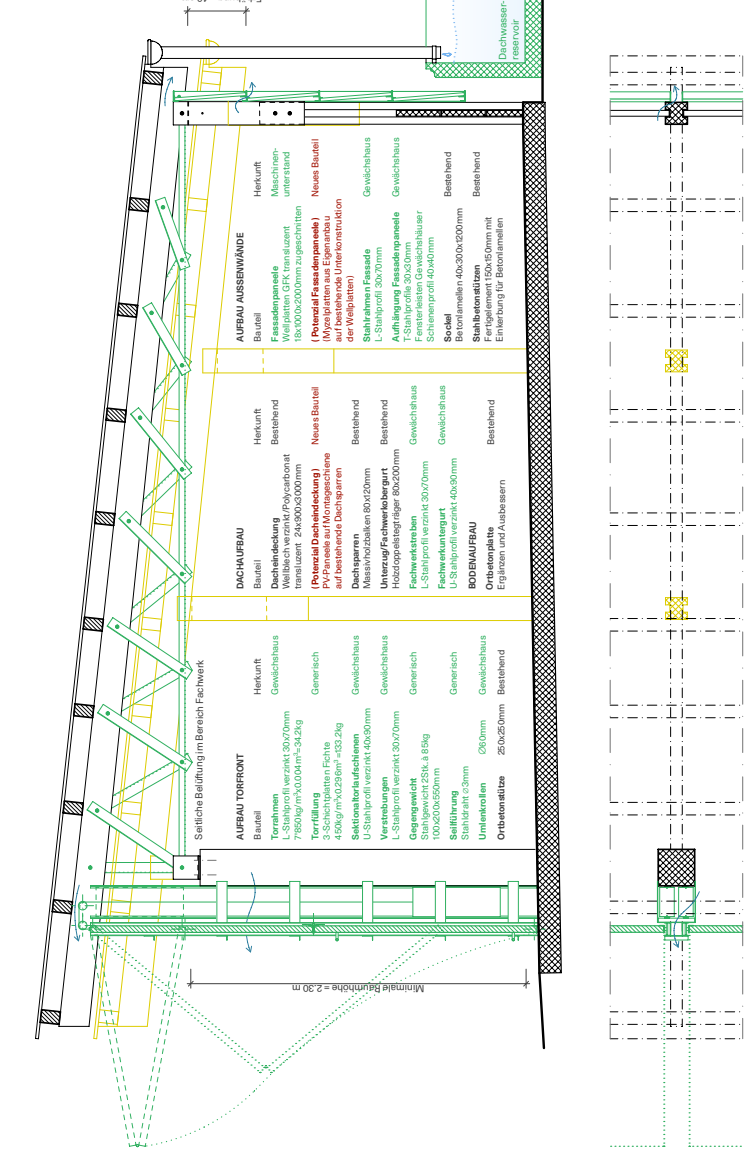 Seitliche Belüftung im Bereich Fachwerk
AUFBAU TORFRONT
Bauteil Herkunft
Torrahmen Gewächshaus
L-Stahlprofil verzinkt 30x70mm
7'850kg/m³x0.004m³=34.2kg
Torrfüllung Generisch
3-Schichtplatten Fichte
450kg/m³x0.296m³=133.2kg
Sektionaltorlaufschienen Gewächshaus
U-Stahlprofil verzinkt 40x90mm
Verstrebungen Gewächshaus
L-Stahlprofil verzinkt 30x70mm
Gegengewicht Generisch
Stahlgewicht 2Stk. à 85kg
100x200x550mm
Seilführung Generisch
Stahldraht ∅3mm
Umlenkrollen ∅60mm Gewächshaus
Ortbetonstütze 250x250mm Bestehend
DACHAUFBAU
Bauteil Herkunft
Dacheindeckung Bestehend
Wellblech verzinkt/Polycarbonat
transluzent 24x900x3000mm
(Potenzial Dacheindeckung) Neues Bauteil
PV-Paneele auf Montageschiene
auf bestehende Dachsparren
Dachsparren Bestehend
Massivholzbalken 80x120mm
Unterzug/Fachwerkobergurt Bestehend
Holzdoppelstegträger 80x200mm
Fachwerkstreben Gewächshaus
L-Stahlprofil verzinkt 30x70mm
Fachwerkuntergurt Gewächshaus
U-Stahlprofil verzinkt 40x90mm
BODENAUFBAU
Ortbetonplatte Bestehend
Ergänzen und Ausbessern
AUFBAU AUSSENWÄNDE
Bauteil Herkunft
Fassadenpaneele Maschinen-
Wellplatten GFK transluzent unterstand
18x1000x2000mm zugeschnitten
(Potenzial Fassadenpaneele) Neues Bauteil
(Myzelplatten aus Eigenanbau
auf bestehende Unterkonstruktion
der Wellplatten)
Stahlrahmen Fassade Gewächshaus
L-Stahlprofil 30x70mm
Aufhängung Fassadenpaneele Gewächshaus
T-Stahlprofile 30x30mm
Fensterleisten Gewächshäuser
Schienenprofil 40x40mm
Sockel Bestehend
Betonlamellen 40x300x1200mm
Stahlbetonstützen Bestehend
Fertigelement 150x150mm mit
Einkerbung für Betonlamellen
Dachwasser-
reservoir
Minimale Raumhöhe = 2.30 m